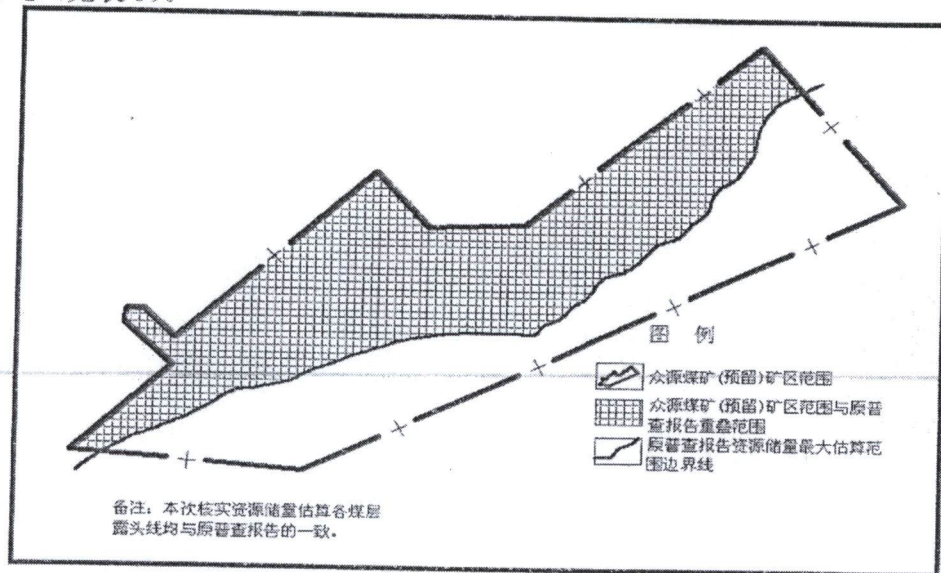 图 例
众源煤矿(预留)矿区范围
众源煤矿(预留)矿区范围与原普
查报告重叠范围
原普查报告资源储量最大估算范
围边界线
备注：本次核实资源储量估算各煤层
露头线均与原普查报告的一致。